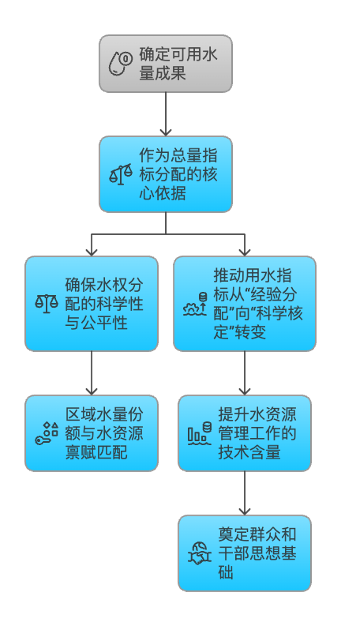 确定可用水
量成果
作为总量指
标分配的核
心依据
确保水权分
配的科学性
与公平性
推动用水指
标从“经验分
配”向“科学核
定”转变
区域水量份
额与水资源
禀赋匹配
提升水资源
管理工作的
技术含量
奠定群众和
干部思想基
础